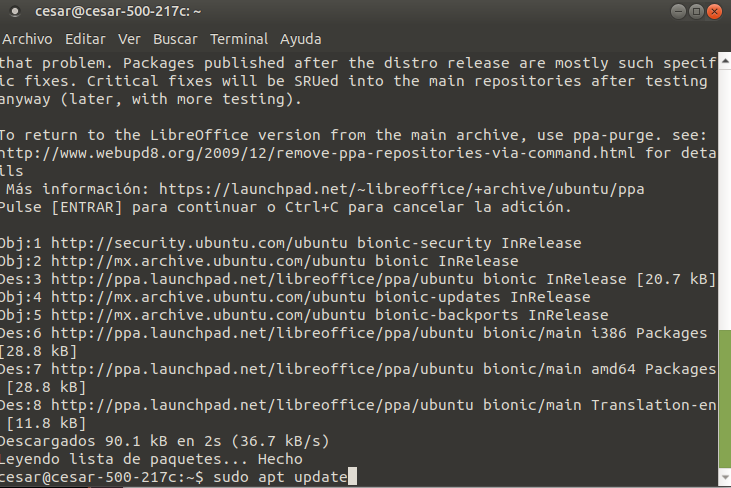 cesar@cesar-500-217c: ~
Archivo Editar Ver Buscar Terminal Ayuda
that problem. Packages published after the distro release are mostly such specif
ic fixes. Critical fixes will be SRUed into the main repositories after testing
anyway (later, with more testing).
To return to the LibreOffice version from the main archive, use ppa-purge. see:
http://www.webupd8.org/2009/12/remove-ppa-repositories-via-command.html for deta
ils
Más información: https://launchpad.net/~libreoffice/+archive/ubuntu/ppa
Pulse [ENTRAR] para continuar o Ctrl+C para cancelar la adición.
Obj:1 http://security.ubuntu.com/ubuntu bionic-security InRelease
Obj:2 http://mx.archive.ubuntu.com/ubuntu bionic InRelease
Des:3 http://ppa.launchpad.net/libreoffice/ppa/ubuntu bionic InRelease [20.7 kB]
Obj:4 http://mx.archive.ubuntu.com/ubuntu bionic-updates InRelease
Obj:5 http://mx.archive.ubuntu.com/ubuntu bionic-backports InRelease
Des:6 http://ppa.launchpad.net/libreoffice/ppa/ubuntu bionic/main i386 Packages
[28.8 kB]
Des:7 http://ppa.launchpad.net/libreoffice/ppa/ubuntu bionic/main amd64 Packages
[28.8 kB]
Des:8 http://ppa.launchpad.net/libreoffice/ppa/ubuntu bionic/main Translation-en
[11.8 kB]
Descargados 90.1 kB en 2s (36.7 kB/s)
Leyendo lista de paquetes... Hecho
cesar@cesar-500-217c:~$ sudo apt update